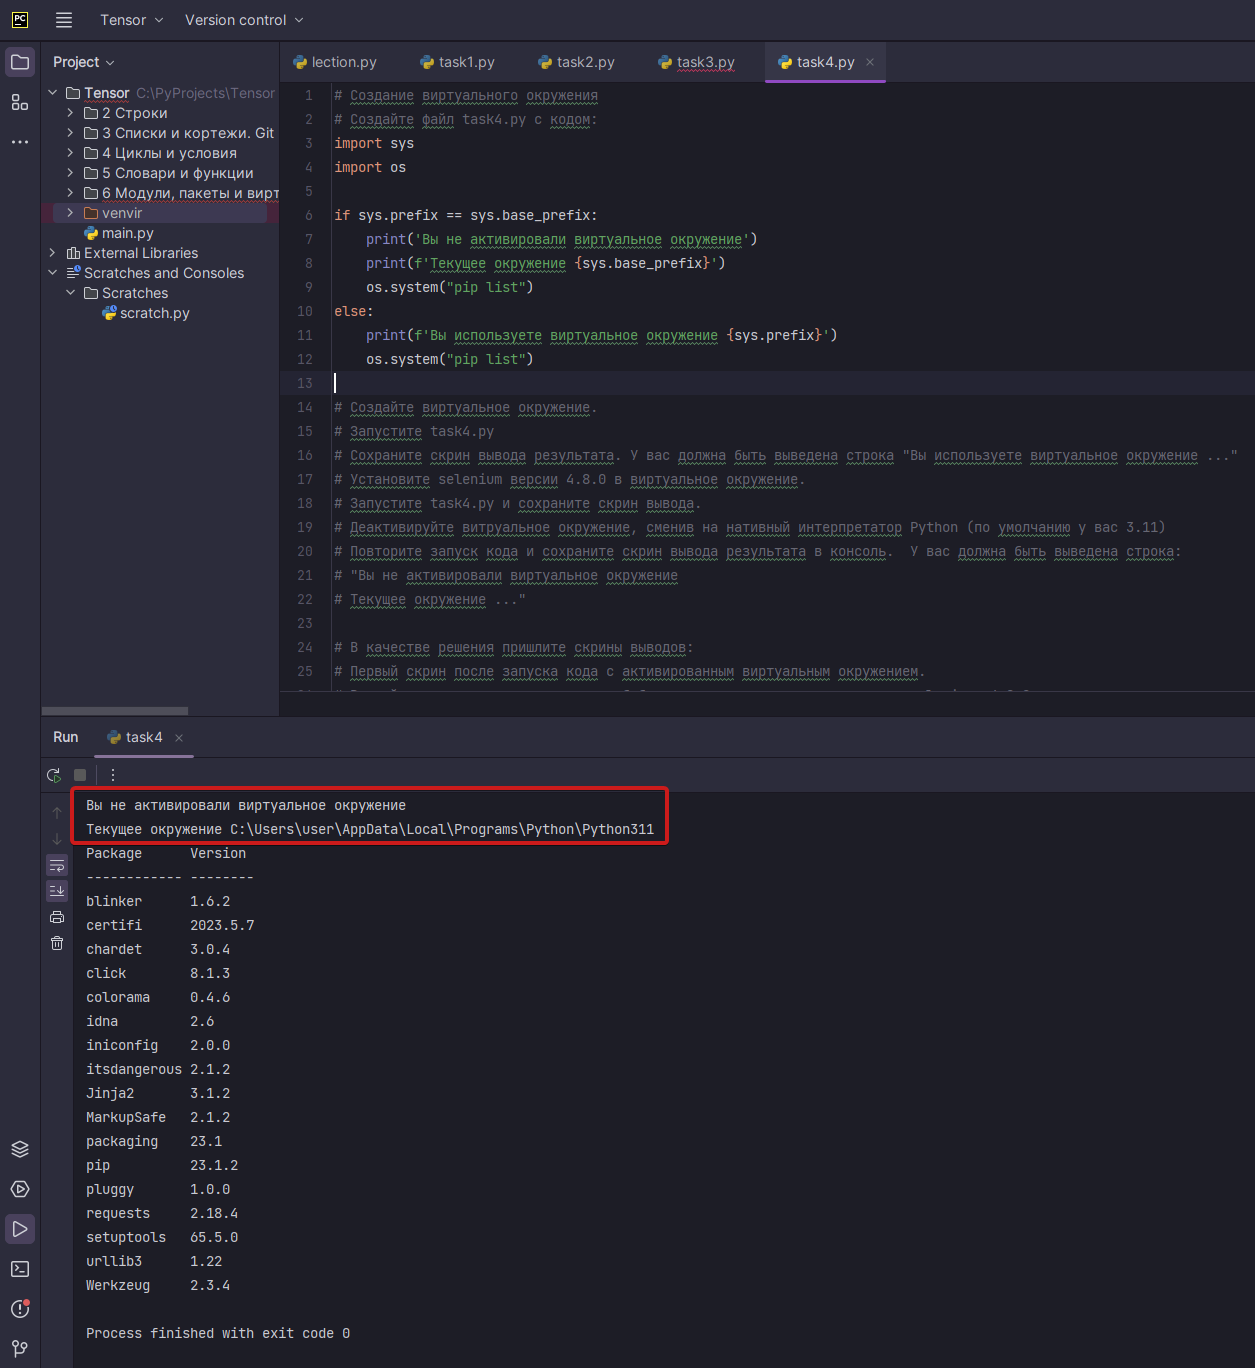 PC Tensor Version control
Project
Tensor C:\PyProjects\Tensor
2 Строки
3 Списки и кортежи. Git
4 Циклы и условия
5 Словари и функции
6 Модули, пакеты и вирт
venvir
main.py
External Libraries
Scratches and Consoles
Scratches
scratch.py
lection.py task1.py task2.py task3.py task4.py
1 # Создание виртуального окружения
2 # Создайте файл task4.py с кодом:
3 import sys
4 import os
5
6 if sys.prefix == sys.base_prefix:
7 print('Вы не активировали виртуальное окружение')
8 print(f'Текущее окружение {sys.base_prefix}')
9 os.system("pip list")
10 else:
11 print(f'Вы используете виртуальное окружение {sys.prefix}')
12 os.system("pip list")
13
14 # Создайте виртуальное окружение.
15 # Запустите task4.py
16 # Сохраните скрин вывода результата. У вас должна быть выведена строка "Вы используете виртуальное окружение ..."
17 # Установите selenium версии 4.8.0 в виртуальное окружение.
18 # Запустите task4.py и сохраните скрин вывода.
19 # Деактивируйте витруальное окружение, сменив на нативный интерпретатор Python (по умолчанию у вас 3.11)
20 # Повторите запуск кода и сохраните скрин вывода результата в консоль.  У вас должна быть выведена строка:
21 # "Вы не активировали виртуальное окружение
22 # Текущее окружение ..."
23
24 # В качестве решения пришлите скрины выводов:
25 # Первый скрин после запуска кода с активированным виртуальным окружением.
Run task4
Вы не активировали виртуальное окружение
Текущее окружение C:\Users\user\AppData\Local\Programs\Python\Python311
Package Version
------------ --------
blinker 1.6.2
certifi 2023.5.7
chardet 3.0.4
click 8.1.3
colorama 0.4.6
idna 2.6
iniconfig 2.0.0
itsdangerous 2.1.2
Jinja2 3.1.2
MarkupSafe 2.1.2
packaging 23.1
pip 23.1.2
pluggy 1.0.0
requests 2.18.4
setuptools 65.5.0
urllib3 1.22
Werkzeug 2.3.4
Process finished with exit code 0